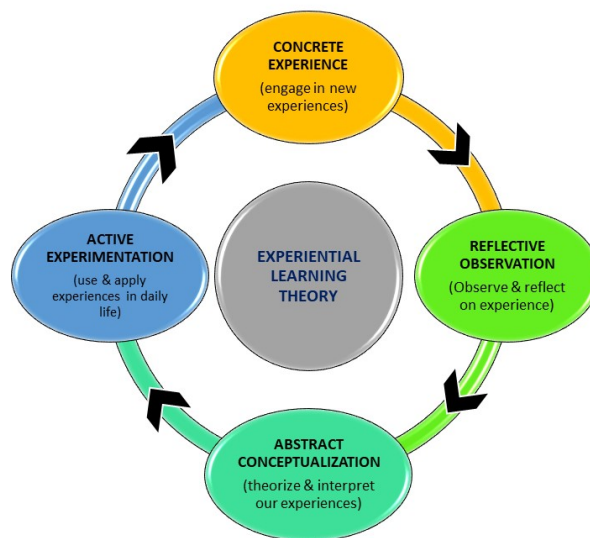 CONCRETE
EXPERIENCE
(engage in new
experiences)
REFLECTIVE
OBSERVATION
(Observe & reflect
on experience)
ABSTRACT
CONCEPTUALIZATION
(theorize & interpret
our experiences)
ACTIVE
EXPERIMENTATION
(use & apply
experiences in daily
life)
EXPERIENTIAL
LEARNING
THEORY